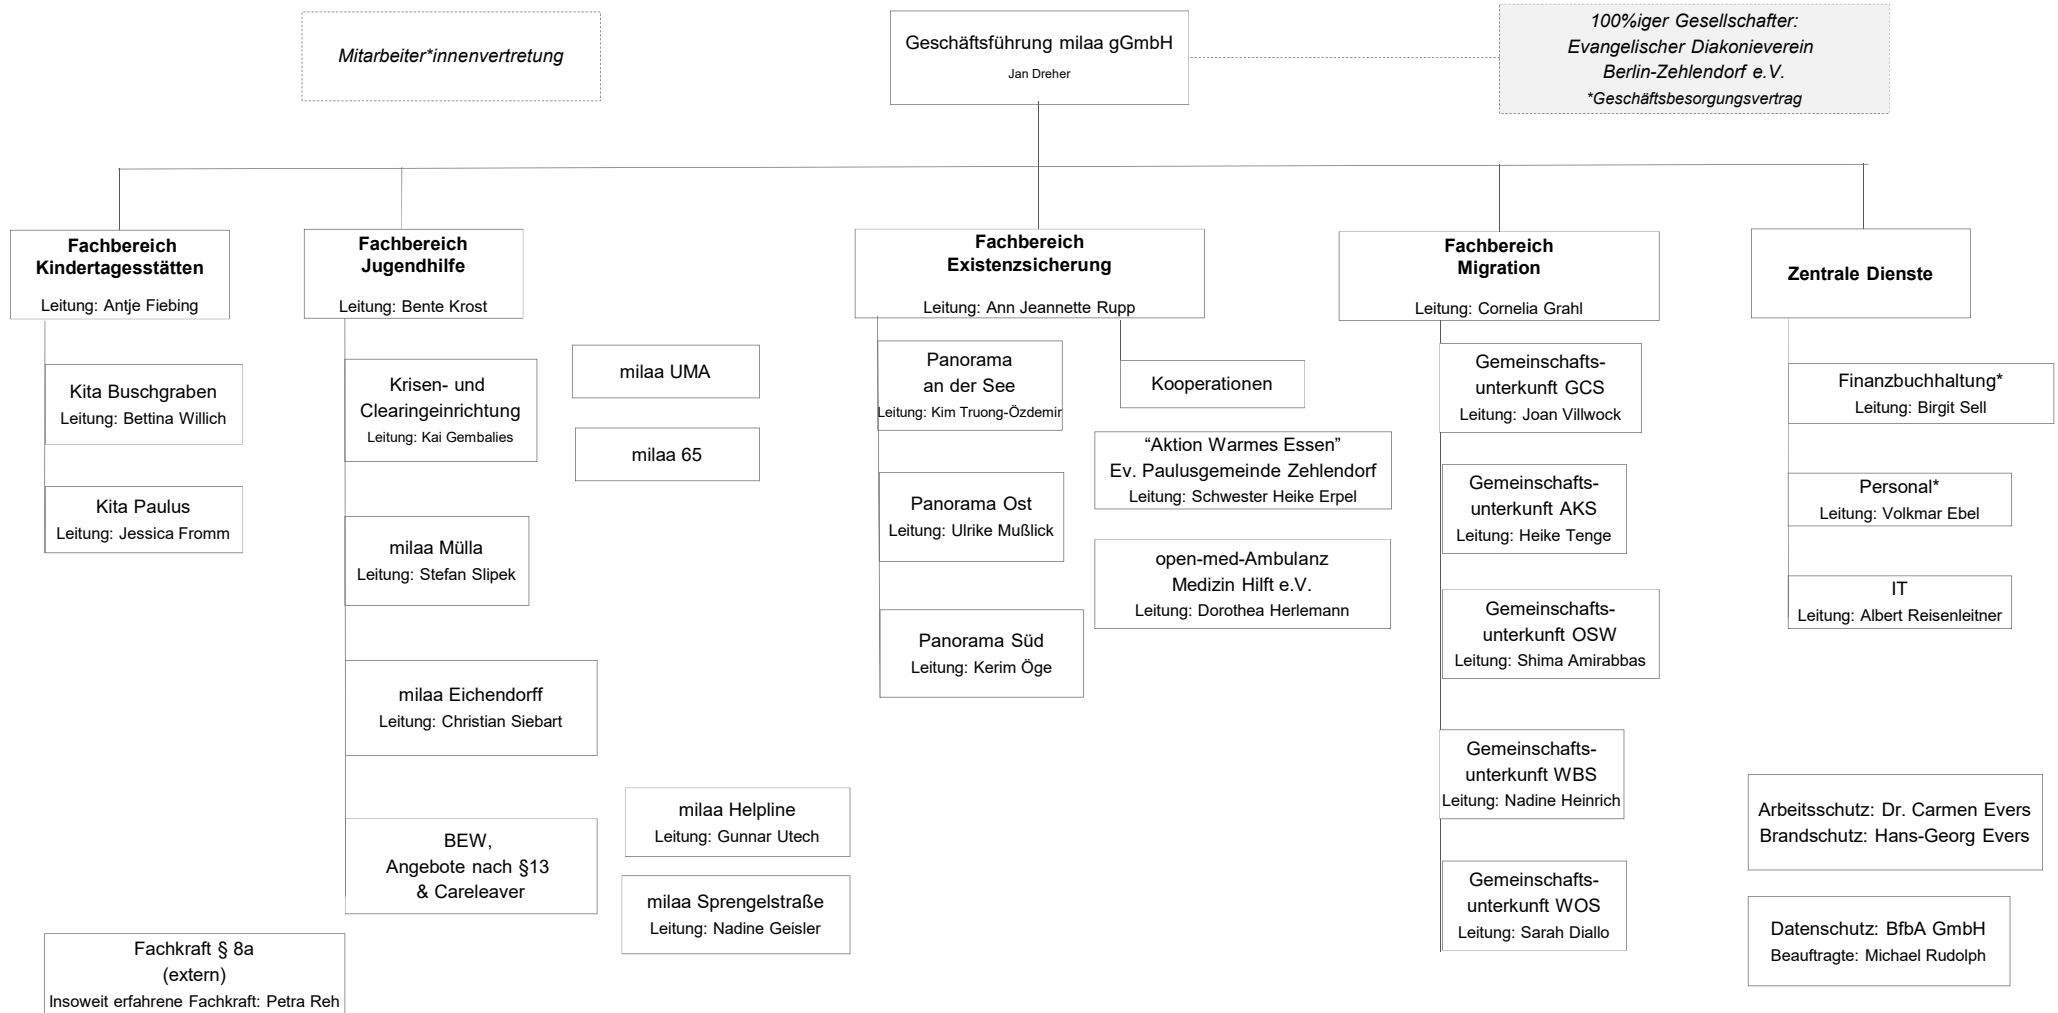 Mitarbeiter*innenvertretung
Geschäftsführung milaa gGmbH
Jan Dreher
100%iger Gesellschafter:
Evangelischer Diakonieverein
Berlin-Zehlendorf e.V.
*Geschäftsbesorgungsvertrag
Fachbereich
Kindertagesstätten
Leitung: Antje Fiebing
Kita Buschgraben
Leitung: Bettina Willich
Kita Paulus
Leitung: Jessica Fromm
Fachkraft § 8a
(extern)
Insoweit erfahrene Fachkraft: Petra Reh
Fachbereich
Jugendhilfe
Leitung: Bente Krost
Krisen- und
Clearingeinrichtung
Leitung: Kai Gembalies
milaa UMA
milaa 65
milaa Mülla
Leitung: Stefan Slipek
milaa Eichendorff
Leitung: Christian Siebart
BEW,
Angebote nach §13
& Careleaver
milaa Helpline
Leitung: Gunnar Utech
milaa Sprengelstraße
Leitung: Nadine Geisler
Fachbereich
Existenzsicherung
Leitung: Ann Jeannette Rupp
Panorama
an der See
Leitung: Kim Truong-Özdemir
Panorama Ost
Leitung: Ulrike Mußlick
Panorama Süd
Leitung: Kerim Öge
Kooperationen
“Aktion Warmes Essen”
Ev. Paulusgemeinde Zehlendorf
Leitung: Schwester Heike Erpel
open-med-Ambulanz
Medizin Hilft e.V.
Leitung: Dorothea Herlemann
Fachbereich
Migration
Leitung: Cornelia Grahl
Gemeinschafts-
unterkunft GCS
Leitung: Joan Villwock
Gemeinschafts-
unterkunft AKS
Leitung: Heike Tenge
Gemeinschafts-
unterkunft OSW
Leitung: Shima Amirabbas
Gemeinschafts-
unterkunft WBS
Leitung: Nadine Heinrich
Gemeinschafts-
unterkunft WOS
Leitung: Sarah Diallo
Zentrale Dienste
Finanzbuchhaltung*
Leitung: Birgit Sell
Personal*
Leitung: Volkmar Ebel
IT
Leitung: Albert Reisenleitner
Arbeitsschutz: Dr. Carmen Evers
Brandschutz: Hans-Georg Evers
Datenschutz: BfbA GmbH
Beauftragte: Michael Rudolph